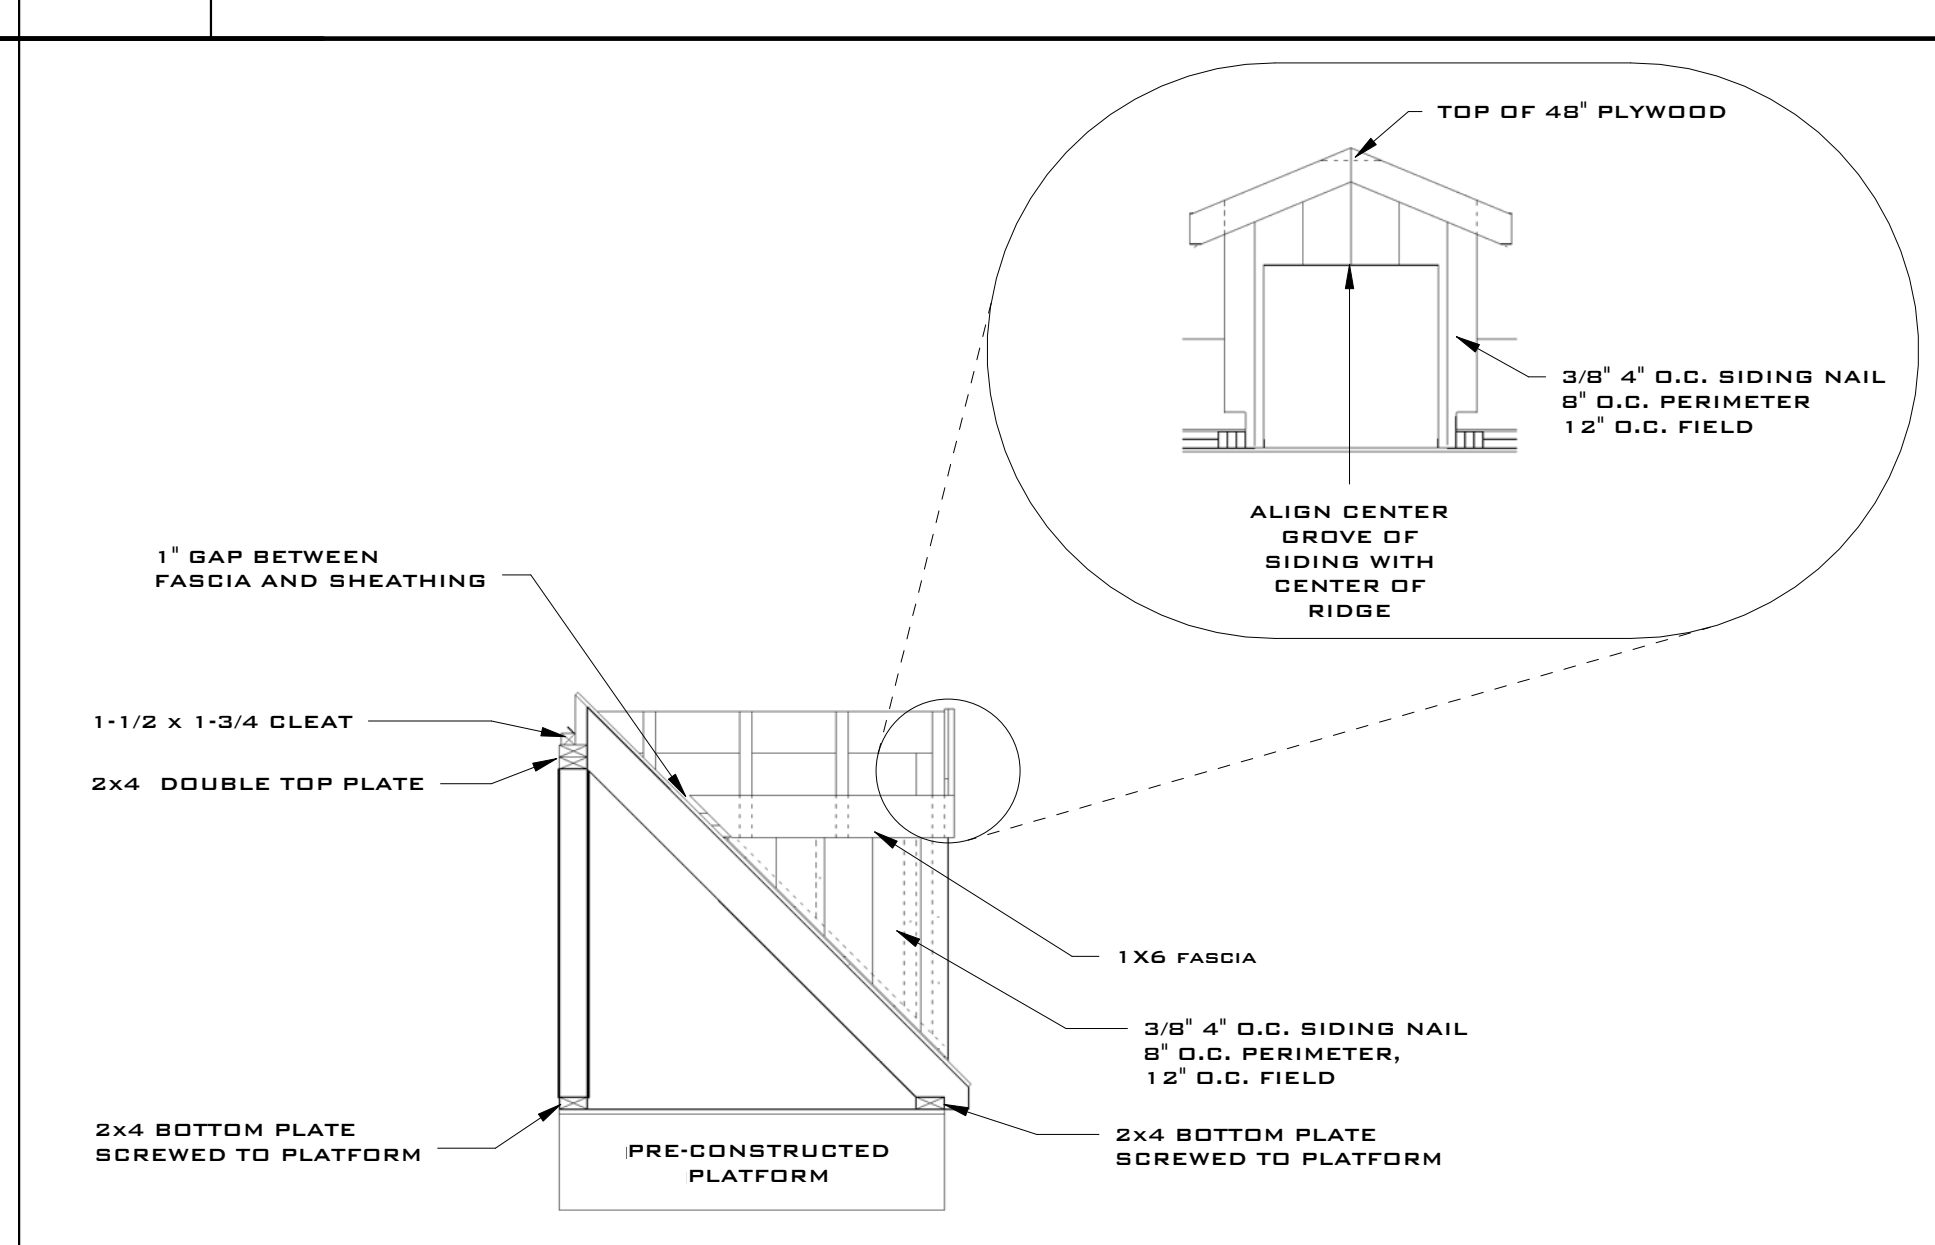 TOP OF 48" PLYWOOD
3/8" 4" O.C. SIDING NAIL
8" O.C. PERIMETER
12" O.C. FIELD
ALIGN CENTER
GROVE OF
SIDING WITH
CENTER OF
RIDGE
1" GAP BETWEEN
FASCIA AND SHEATHING
1-1/2 x 1-3/4 CLEAT
2x4 DOUBLE TOP PLATE
1X6 FASCIA
3/8" 4" O.C. SIDING NAIL
8" O.C. PERIMETER,
12" O.C. FIELD
2x4 BOTTOM PLATE
SCREWED TO PLATFORM
PRE-CONSTRUCTED
PLATFORM
2x4 BOTTOM PLATE
SCREWED TO PLATFORM